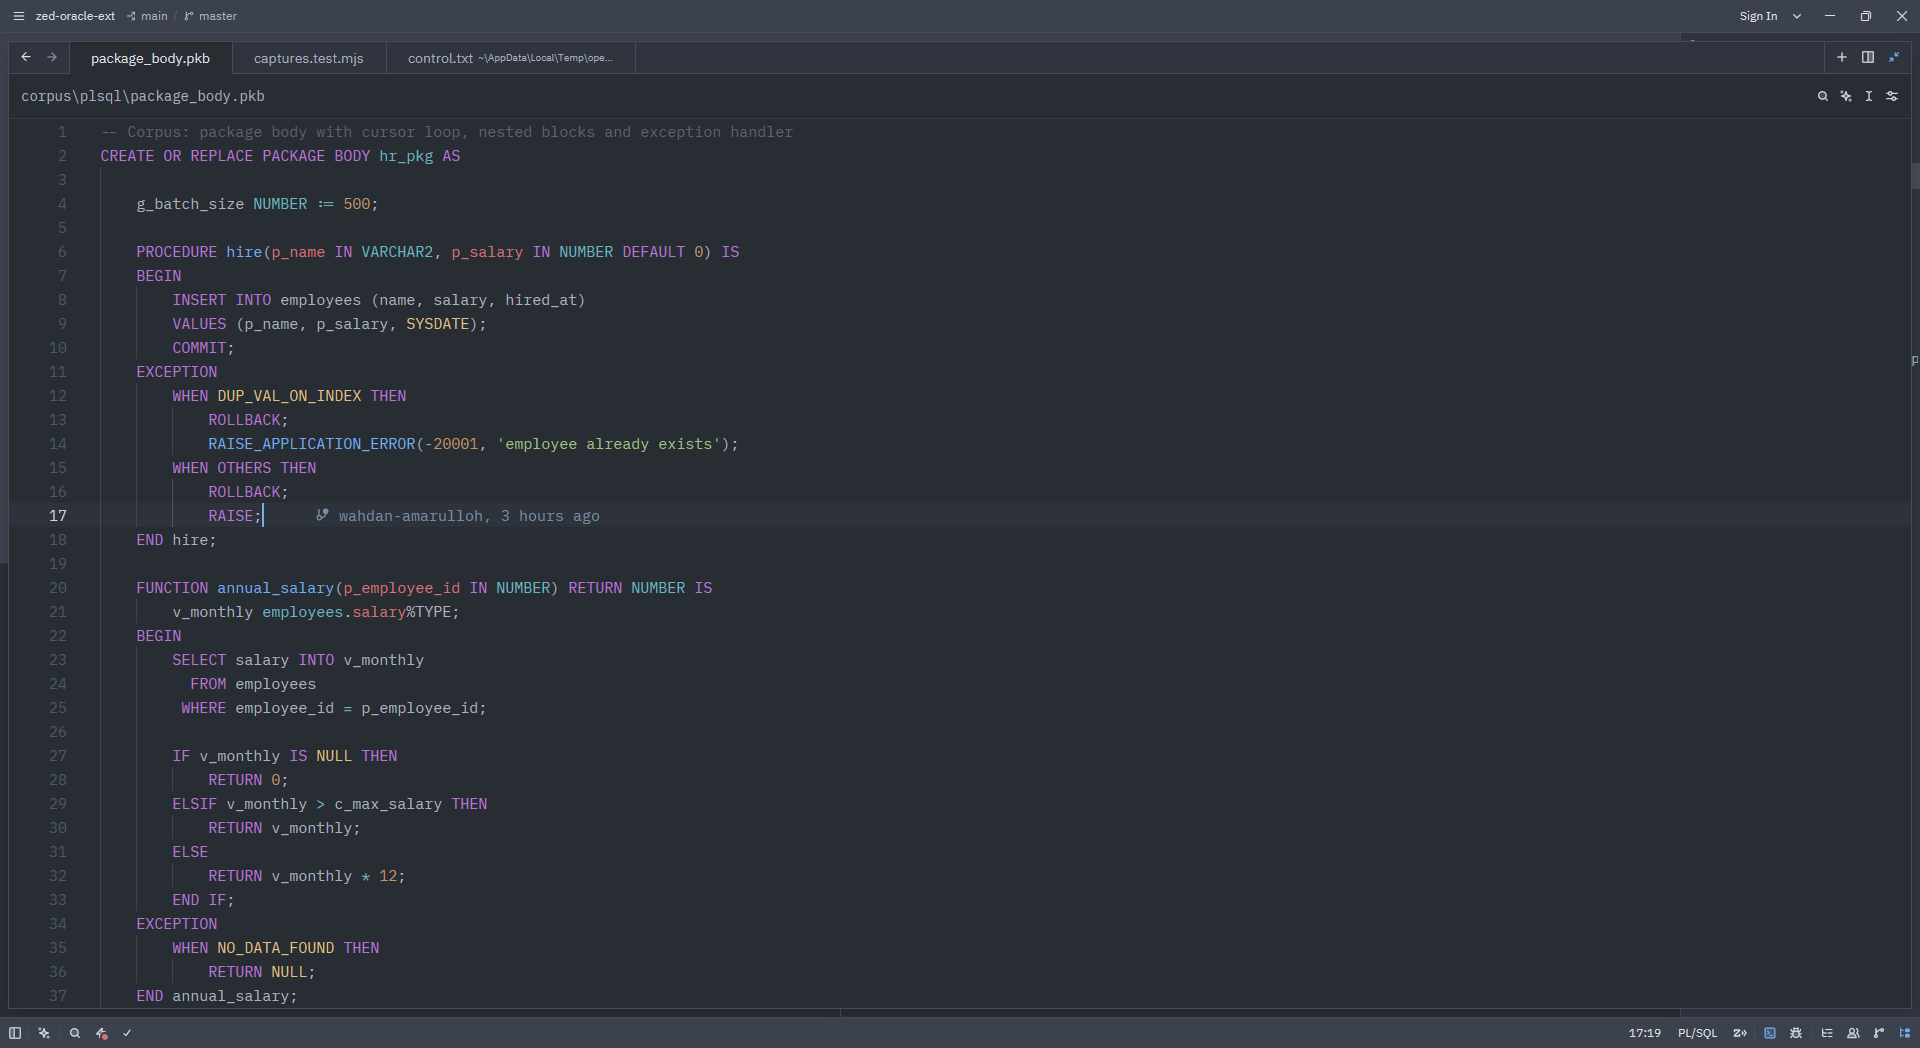 zed-oracle-ext main / master Sign In
package_body.pkb captures.test.mjs control.txt ~\AppData\Local\Temp\ope...
corpus\plsql\package_body.pkb
1 -- Corpus: package body with cursor loop, nested blocks and exception handler
2 CREATE OR REPLACE PACKAGE BODY hr_pkg AS
3
4 g_batch_size NUMBER := 500;
5
6 PROCEDURE hire(p_name IN VARCHAR2, p_salary IN NUMBER DEFAULT 0) IS
7 BEGIN
8 INSERT INTO employees (name, salary, hired_at)
9 VALUES (p_name, p_salary, SYSDATE);
10 COMMIT;
11 EXCEPTION
12 WHEN DUP_VAL_ON_INDEX THEN
13 ROLLBACK;
14 RAISE_APPLICATION_ERROR(-20001, 'employee already exists');
15 WHEN OTHERS THEN
16 ROLLBACK;
17 RAISE; wahdan-amarulloh, 3 hours ago
18 END hire;
19
20 FUNCTION annual_salary(p_employee_id IN NUMBER) RETURN NUMBER IS
21 v_monthly employees.salary%TYPE;
22 BEGIN
23 SELECT salary INTO v_monthly
24 FROM employees
25 WHERE employee_id = p_employee_id;
26
27 IF v_monthly IS NULL THEN
28 RETURN 0;
29 ELSIF v_monthly > c_max_salary THEN
30 RETURN v_monthly;
31 ELSE
32 RETURN v_monthly * 12;
33 END IF;
34 EXCEPTION
35 WHEN NO_DATA_FOUND THEN
36 RETURN NULL;
37 END annual_salary;
17:19 PL/SQL